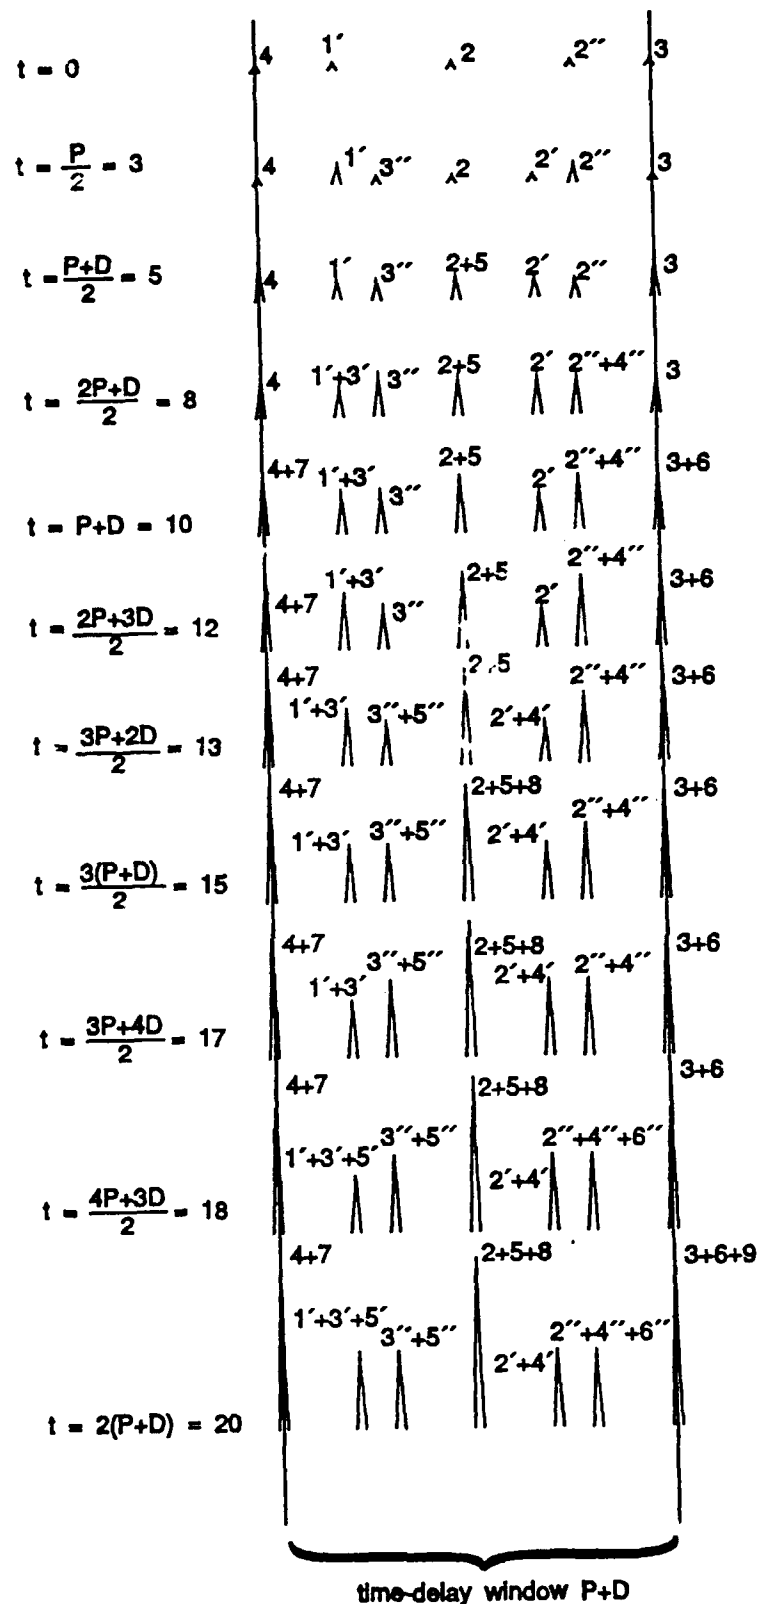 t = 0 4 1′ 2 2″ 3
t = P/2 = 3 4 1′ 3″ 2 2′ 2″ 3
t = P+D/2 = 5 4 1′ 3″ 2+5 2′ 2″ 3
t = 2P+D/2 = 8 4 1′+3′ 3″ 2+5 2′ 2″+4″ 3
t = P+D = 10 4+7 1′+3′ 3″ 2+5 2′ 2″+4″ 3+6
t = 2P+3D/2 = 12 4+7 1′+3′ 3″ 2+5 2′ 2″+4″ 3+6
t = 3P+2D/2 = 13 4+7 1′+3′ 3″+5″ 2 5 2′+4′ 2″+4″ 3+6
t = 3(P+D)/2 = 15 4+7 1′+3′ 3″+5″ 2+5+8 2′+4′ 2″+4″ 3+6
t = 3P+4D/2 = 17 4+7 1′+3′ 3″+5″ 2+5+8 2′+4′ 2″+4″ 3+6
t = 4P+3D/2 = 18 4+7 1′+3′+5′ 3″+5″ 2+5+8 2′+4′ 2″+4″+6″ 3+6
t = 2(P+D) = 20 4+7 1′+3′+5′ 3″+5″ 2+5+8 2′+4′ 2″+4″+6″ 3+6+9
time-delay window P+D